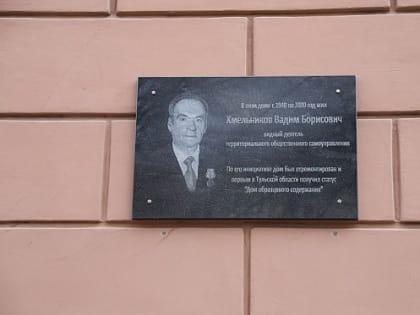 В этом доме с 1940 по 2020 год жил
Хмельников Вадим Борисович
видный деятель
территориального общественного самоуправления
По его инициативе дом был отремонтирован и
первым в Тульской области получил статус
"Дом образцового содержания"